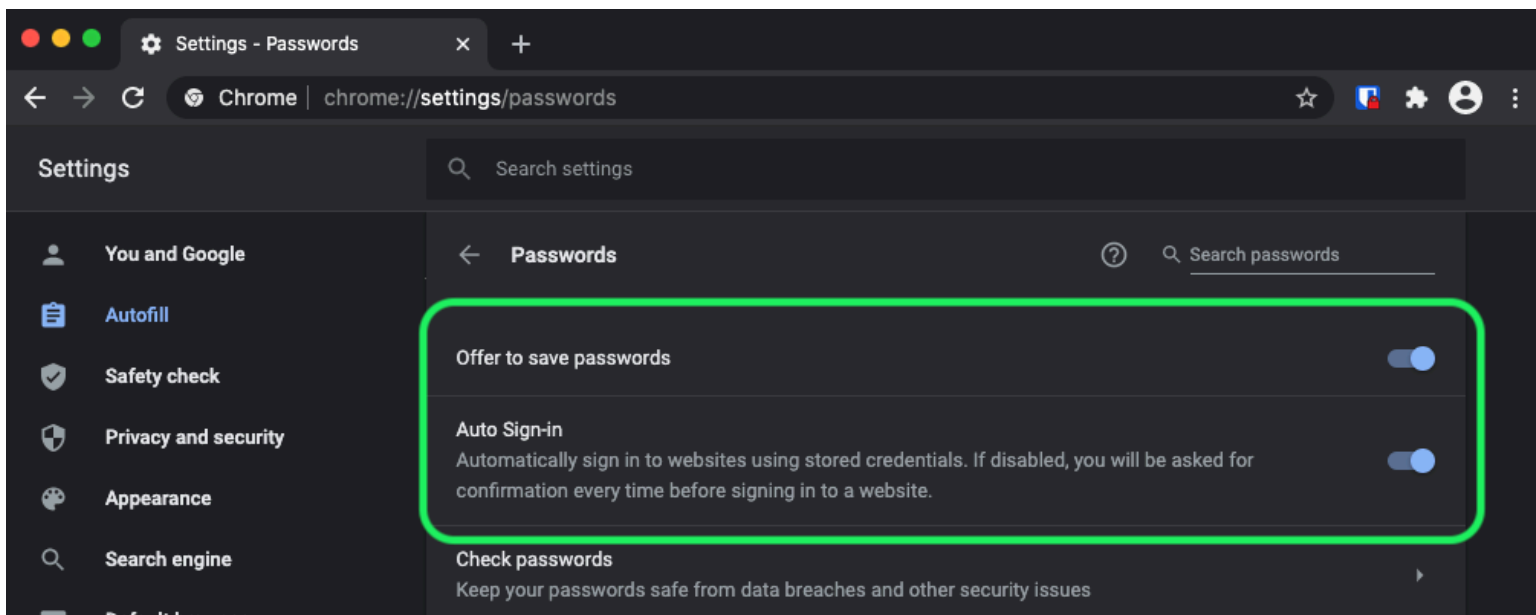 Settings - Passwords
Chrome | chrome://settings/passwords
Settings
Search settings
You and Google
Autofill
Safety check
Privacy and security
Appearance
Search engine
Passwords
Search passwords
Offer to save passwords
Auto Sign-in
Automatically sign in to websites using stored credentials. If disabled, you will be asked for
confirmation every time before signing in to a website.
Check passwords
Keep your passwords safe from data breaches and other security issues